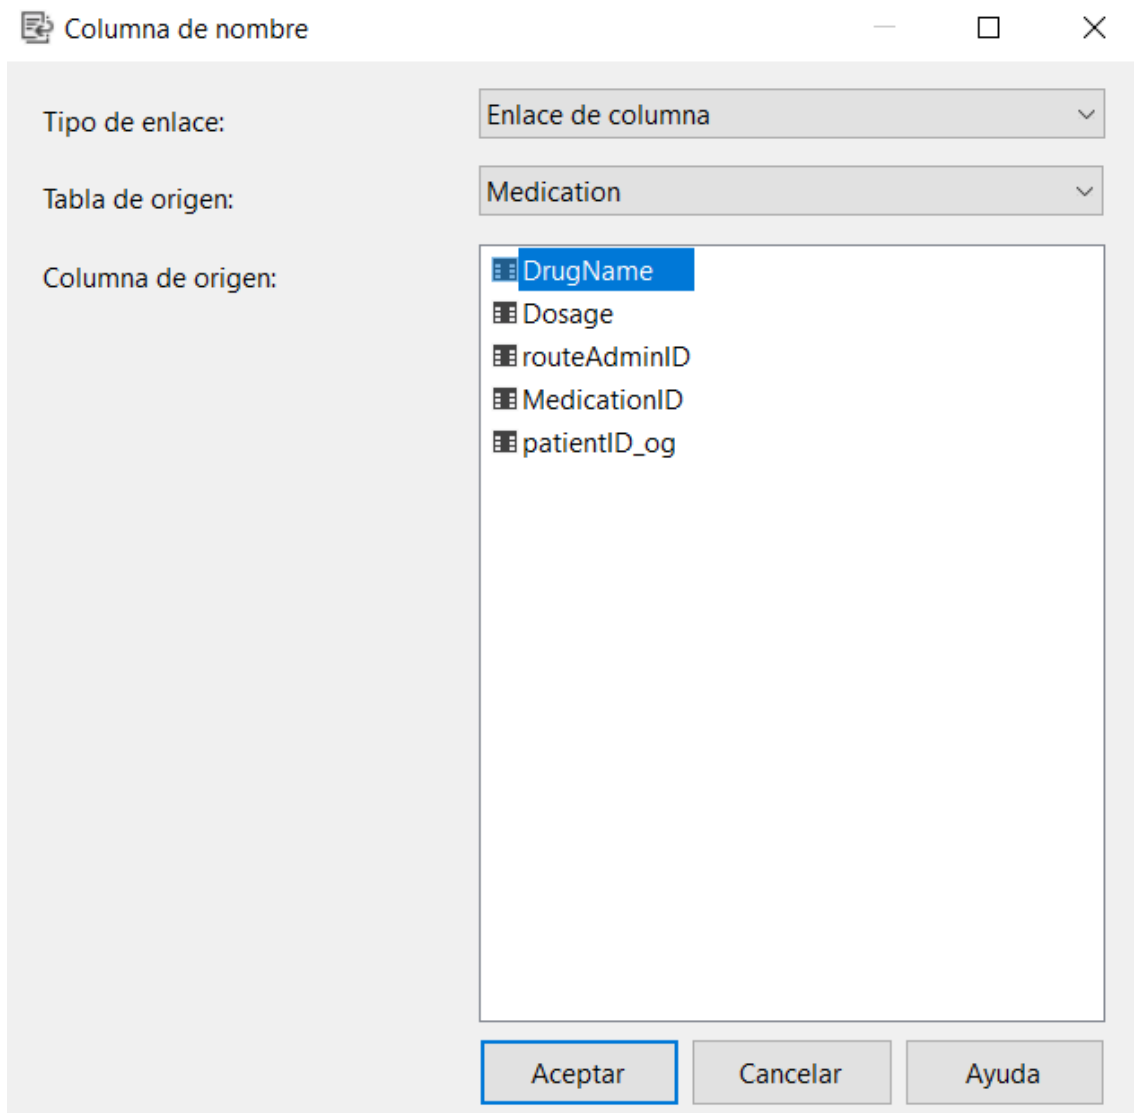 Columna de nombre
Tipo de enlace:
Enlace de columna
Tabla de origen:
Medication
Columna de origen:
DrugName
Dosage
routeAdminID
MedicationID
patientID_og
Aceptar
Cancelar
Ayuda